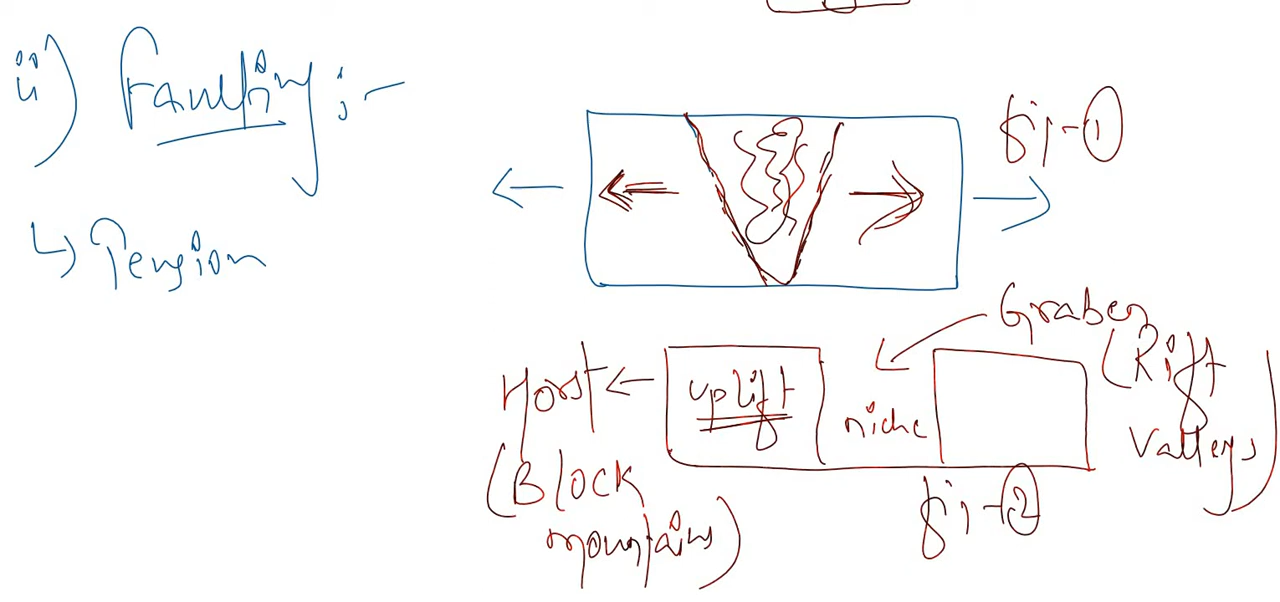 ii) Faulting :-
fig-1
↳ Tension
Graben
(Rift
Valleys)
Horst ← uplift
niche
(Block
mountains)
fig-2